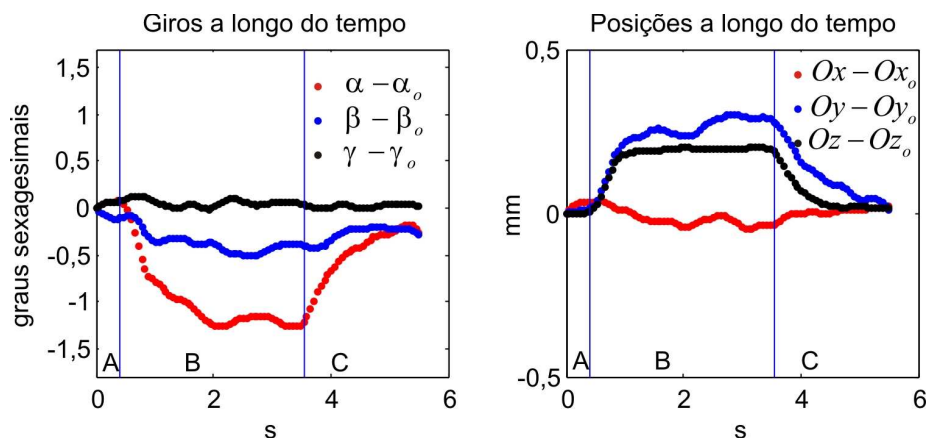 Giros a longo do tempo
graus sexagesimais
1,5
1
0,5
0
-0,5
-1
-1,5
α − αₒ
β − βₒ
γ − γₒ
A
B
C
0
2
4
6
s
Posições a longo do tempo
mm
0,5
0
-0,5
Ox − Oxₒ
Oy − Oyₒ
Oz − Ozₒ
A
B
C
0
2
4
6
s